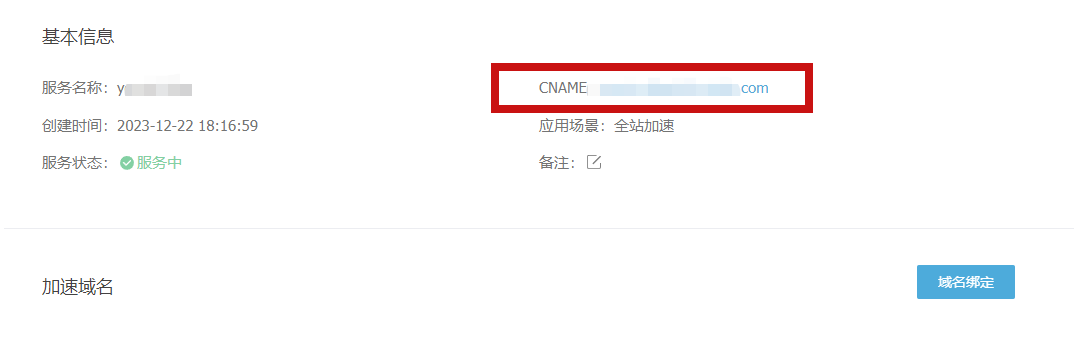 基本信息
服务名称：y
CNAME com
创建时间：2023-12-22 18:16:59
应用场景：全站加速
服务状态：服务中
备注：
加速域名
域名绑定